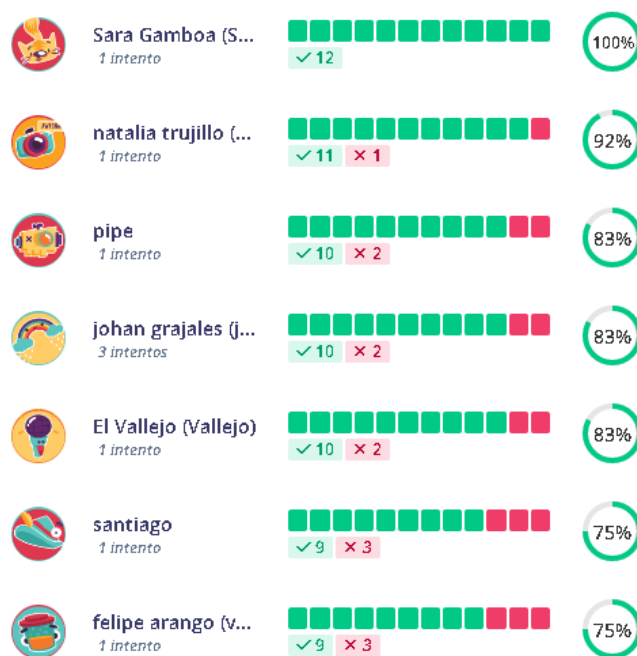 Sara Gamboa (S...
1 intento
✓ 12
100%
natalia trujillo (...
1 intento
✓ 11 ✕ 1
92%
pipe
1 intento
✓ 10 ✕ 2
83%
johan grajales (j...
3 intentos
✓ 10 ✕ 2
83%
El Vallejo (Vallejo)
1 intento
✓ 10 ✕ 2
83%
santiago
1 intento
✓ 9 ✕ 3
75%
felipe arango (v...
1 intento
✓ 9 ✕ 3
75%